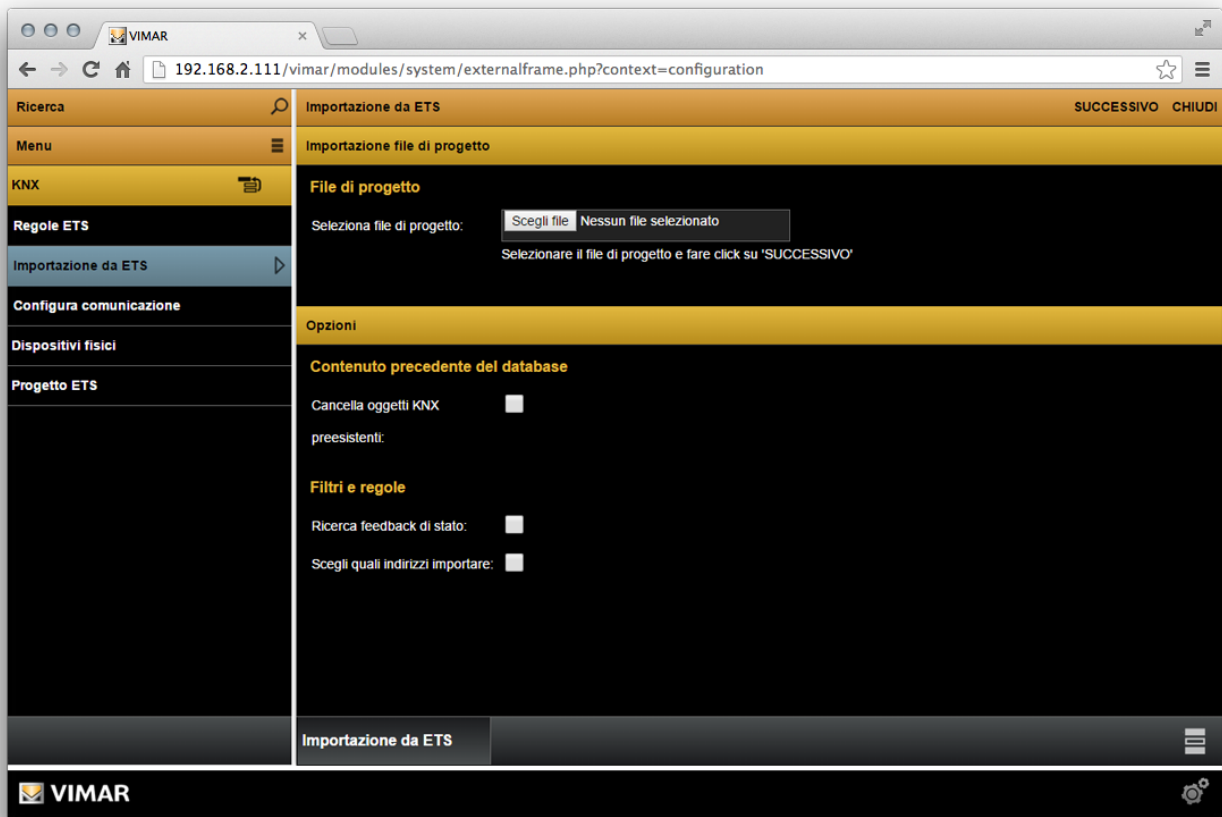 VIMAR
192.168.2.111/vimar/modules/system/externalframe.php?context=configuration
Ricerca
Menu
KNX
Regole ETS
Importazione da ETS
Configura comunicazione
Dispositivi fisici
Progetto ETS
Importazione da ETS
SUCCESSIVO CHIUDI
Importazione file di progetto
File di progetto
Seleziona file di progetto:
Scegli file Nessun file selezionato
Selezionare il file di progetto e fare click su 'SUCCESSIVO'
Opzioni
Contenuto precedente del database
Cancella oggetti KNX
preesistenti:
Filtri e regole
Ricerca feedback di stato:
Scegli quali indirizzi importare:
Importazione da ETS
VIMAR